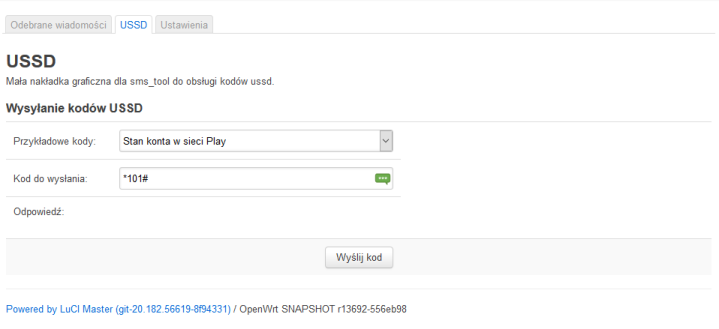 Odebrane wiadomości USSD Ustawienia
USSD
Mała nakładka graficzna dla sms_tool do obsługi kodów ussd.
Wysyłanie kodów USSD
Przykładowe kody: Stan konta w sieci Play
Kod do wysłania: *101#
Odpowiedź:
Wyślij kod
Powered by LuCI Master (git-20.182.56619-8f94331) / OpenWrt SNAPSHOT r13692-556eb98